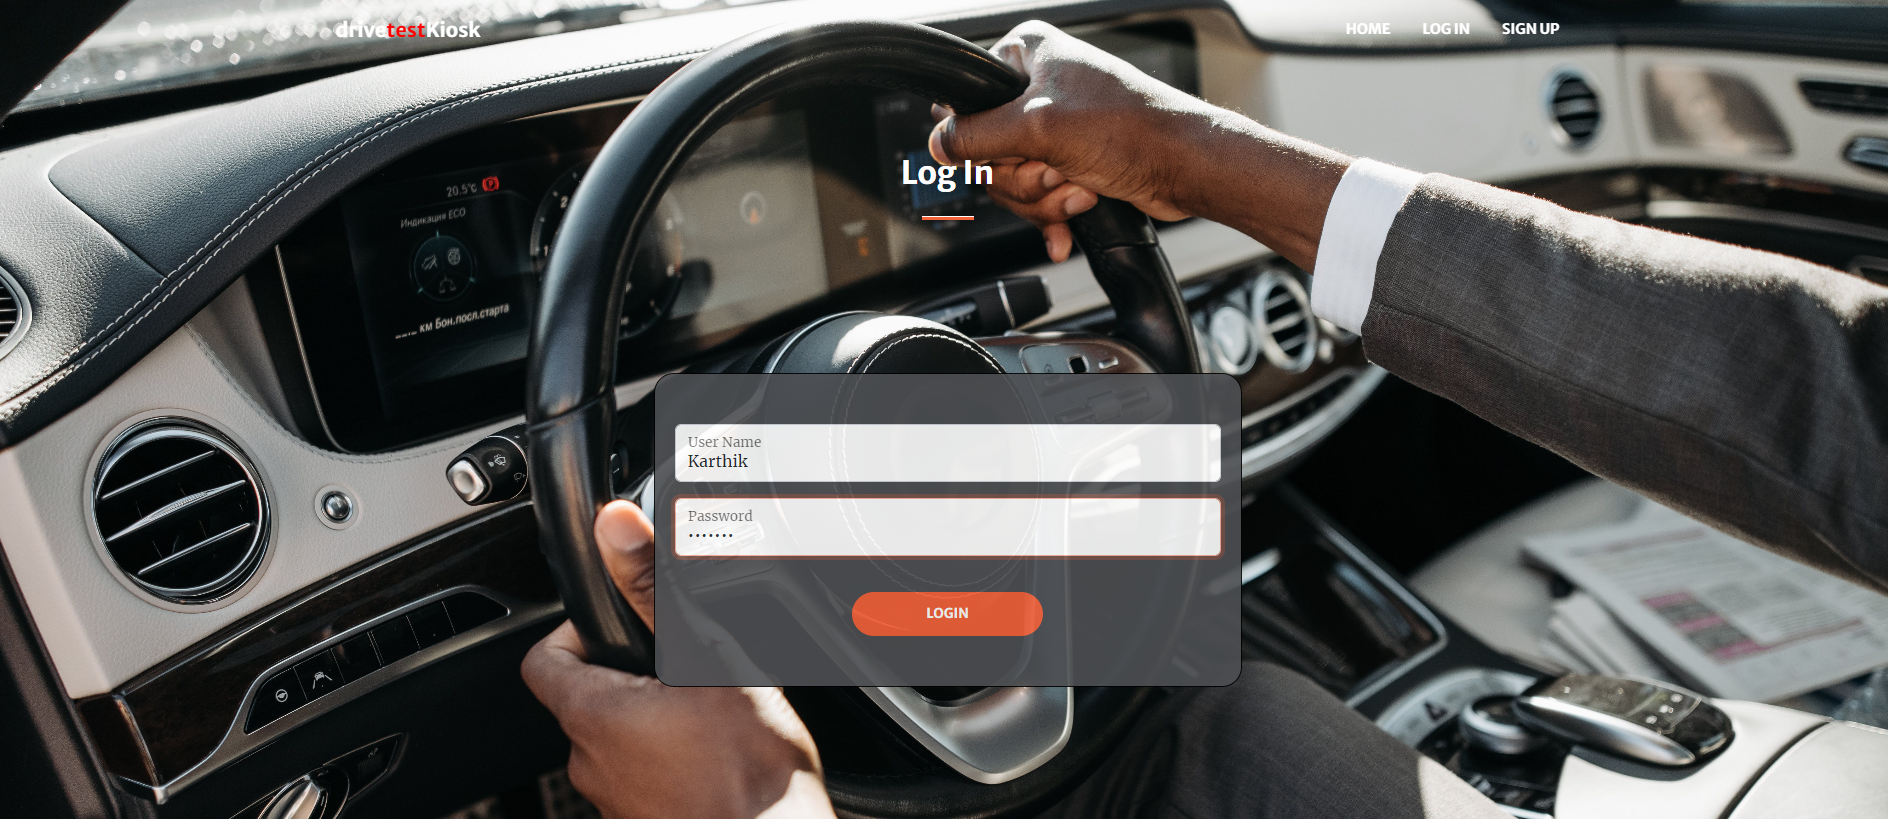 drivetestKiosk
HOME LOG IN SIGN UP
Log In
20.5°c
Индикация ECO
км Бон.посл.старта
User Name
Karthik
Password
•••••••
LOGIN